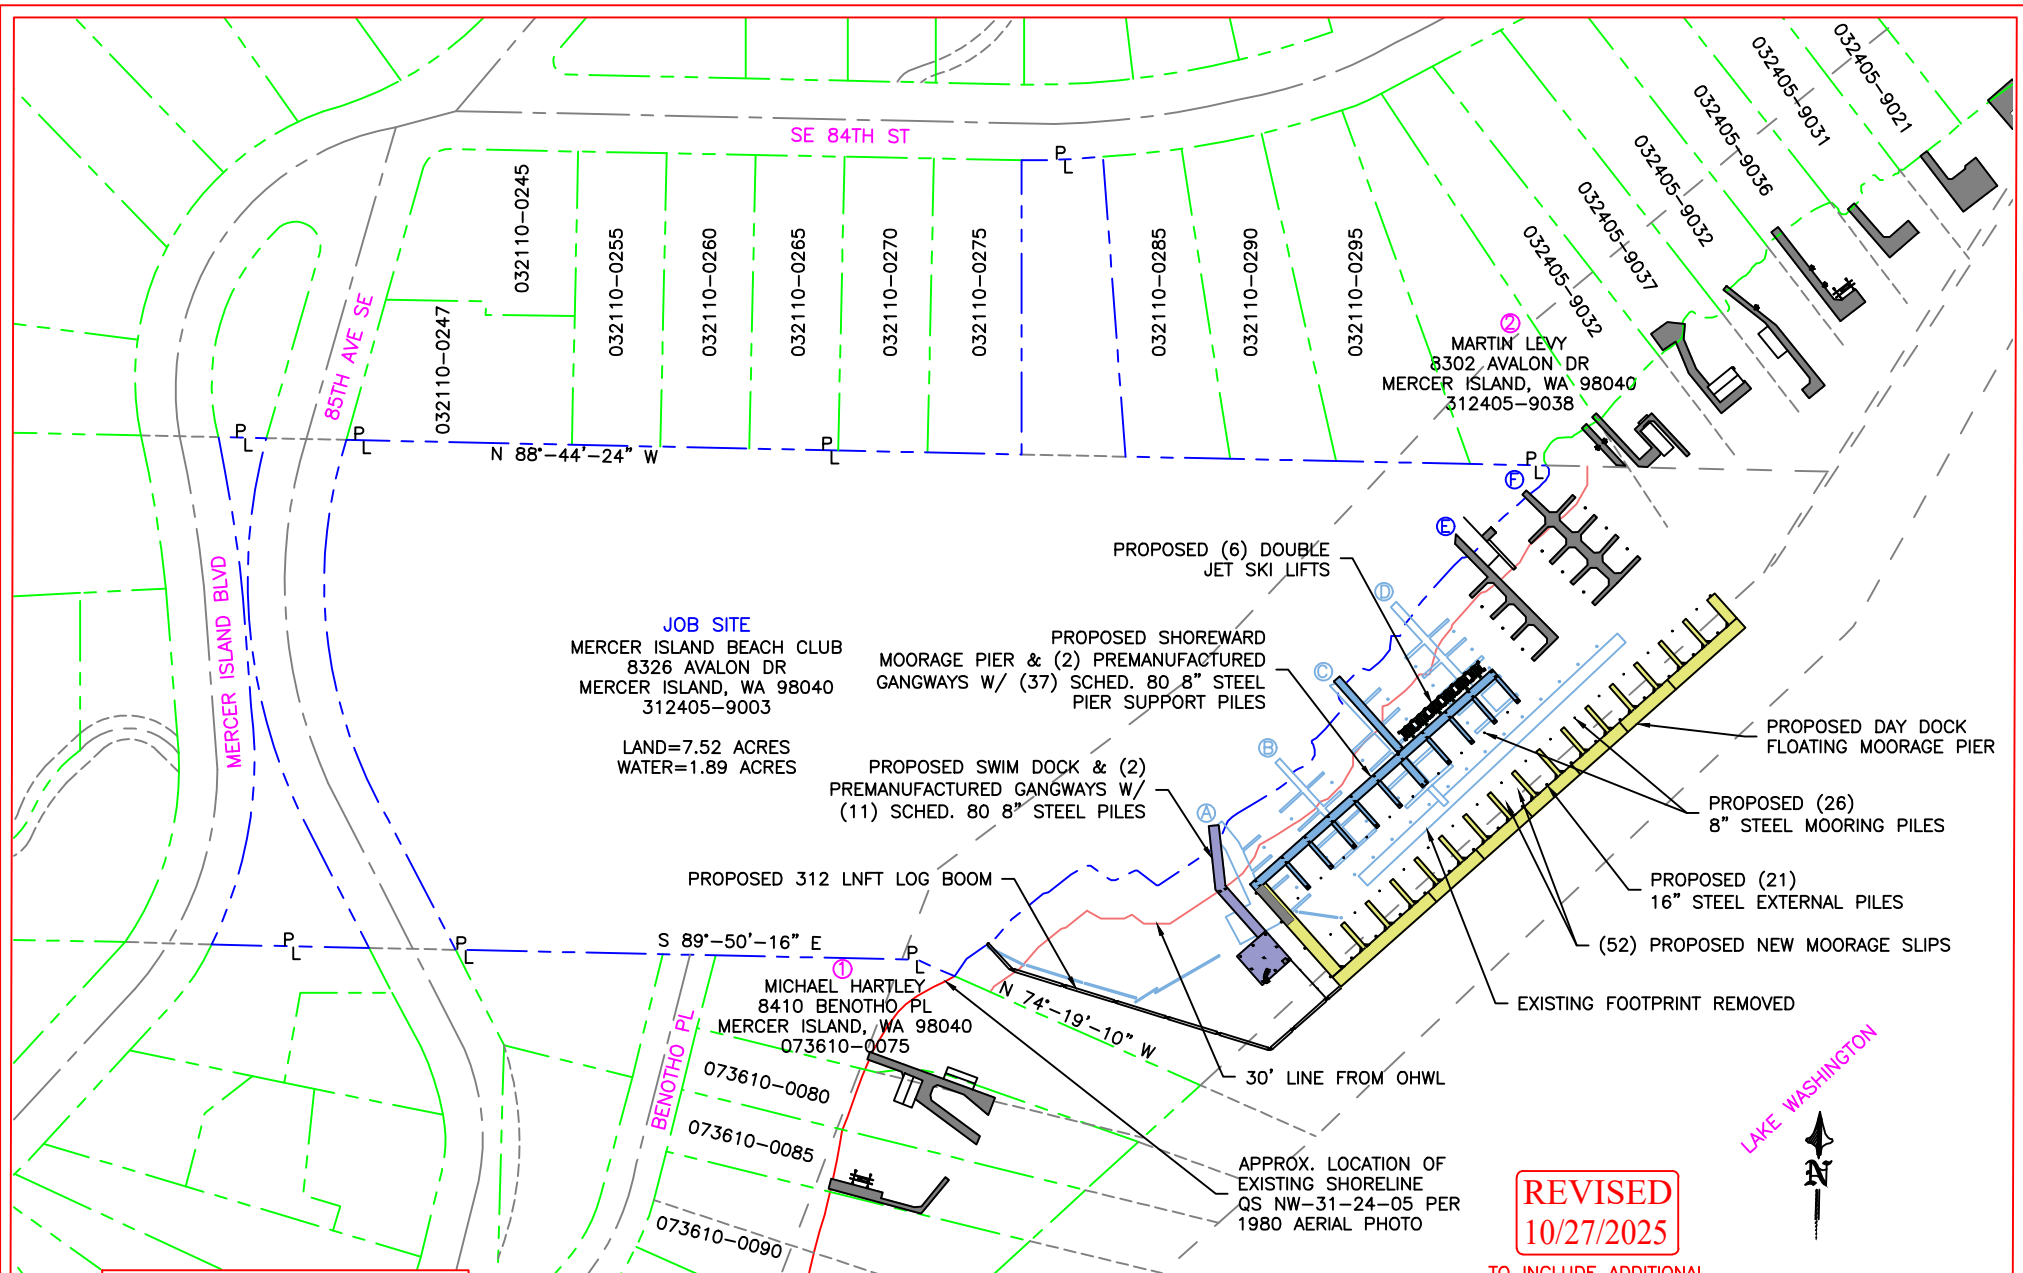 SE 84TH ST
P
L
032405-9021
032405-9031
032405-9036
032405-9032
032405-9037
032405-9032
032110-0245
032110-0247
032110-0255
032110-0260
032110-0265
032110-0270
032110-0275
032110-0285
032110-0290
032110-0295
85TH AVE SE
MERCER ISLAND BLVD
2
MARTIN LEVY
8302 AVALON DR
MERCER ISLAND, WA 98040
312405-9038
P
L
P
L
P
L
P
L
N 88°-44'-24" W
F
E
D
C
B
A
PROPOSED (6) DOUBLE
JET SKI LIFTS
JOB SITE
MERCER ISLAND BEACH CLUB
8326 AVALON DR
MERCER ISLAND, WA 98040
312405-9003
LAND=7.52 ACRES
WATER=1.89 ACRES
PROPOSED SHOREWARD
MOORAGE PIER & (2) PREMANUFACTURED
GANGWAYS W/ (37) SCHED. 80 8" STEEL
PIER SUPPORT PILES
PROPOSED SWIM DOCK & (2)
PREMANUFACTURED GANGWAYS W/
(11) SCHED. 80 8" STEEL PILES
PROPOSED DAY DOCK
FLOATING MOORAGE PIER
PROPOSED (26)
8" STEEL MOORING PILES
PROPOSED (21)
16" STEEL EXTERNAL PILES
(52) PROPOSED NEW MOORAGE SLIPS
EXISTING FOOTPRINT REMOVED
PROPOSED 312 LNFT LOG BOOM
P
L
P
L
S 89°-50'-16" E
P
L
1
MICHAEL HARTLEY
8410 BENOTHO PL
MERCER ISLAND, WA 98040
073610-0075
N 74°-19'-10" W
30' LINE FROM OHWL
BENOTHO PL
073610-0080
073610-0085
073610-0090
APPROX. LOCATION OF
EXISTING SHORELINE
QS NW-31-24-05 PER
1980 AERIAL PHOTO
LAKE WASHINGTON
N
REVISED
10/27/2025
TO INCLUDE ADDITIONAL